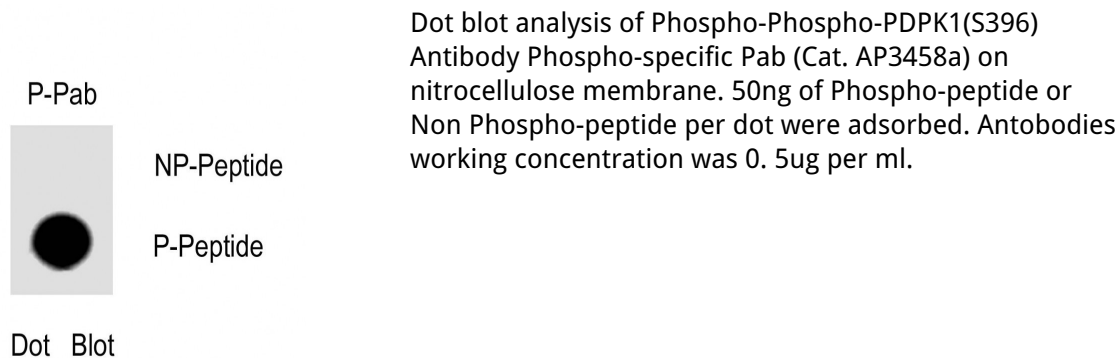 Dot blot analysis of Phospho-Phospho-PDPK1(S396)
Antibody Phospho-specific Pab (Cat. AP3458a) on
nitrocellulose membrane. 50ng of Phospho-peptide or
Non Phospho-peptide per dot were adsorbed. Antobodies
working concentration was 0. 5ug per ml.
P-Pab
NP-Peptide
P-Peptide
Dot Blot